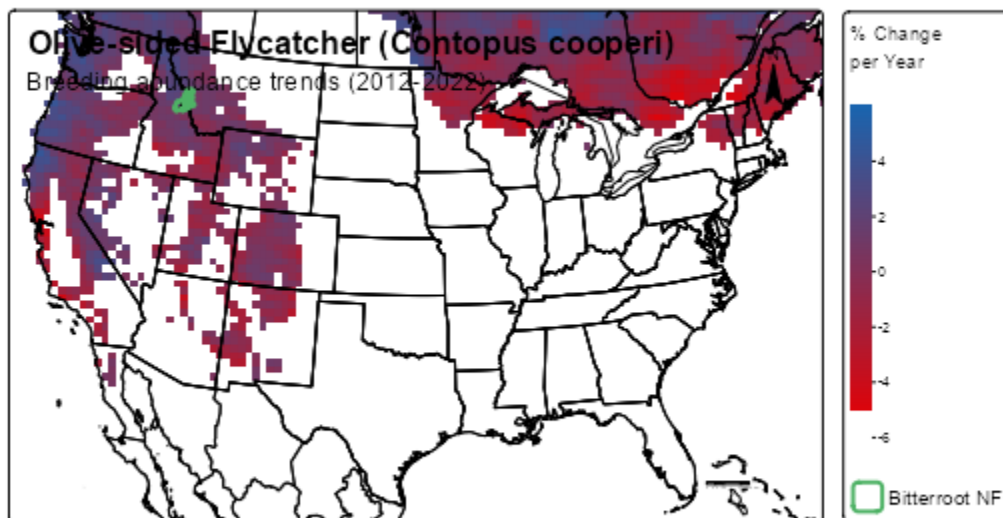 Olive-sided Flycatcher (Contopus cooperi)
Breeding abundance trends (2012-2022)
% Change
per Year
4
2
0
-2
-4
-6
Bitterroot NF